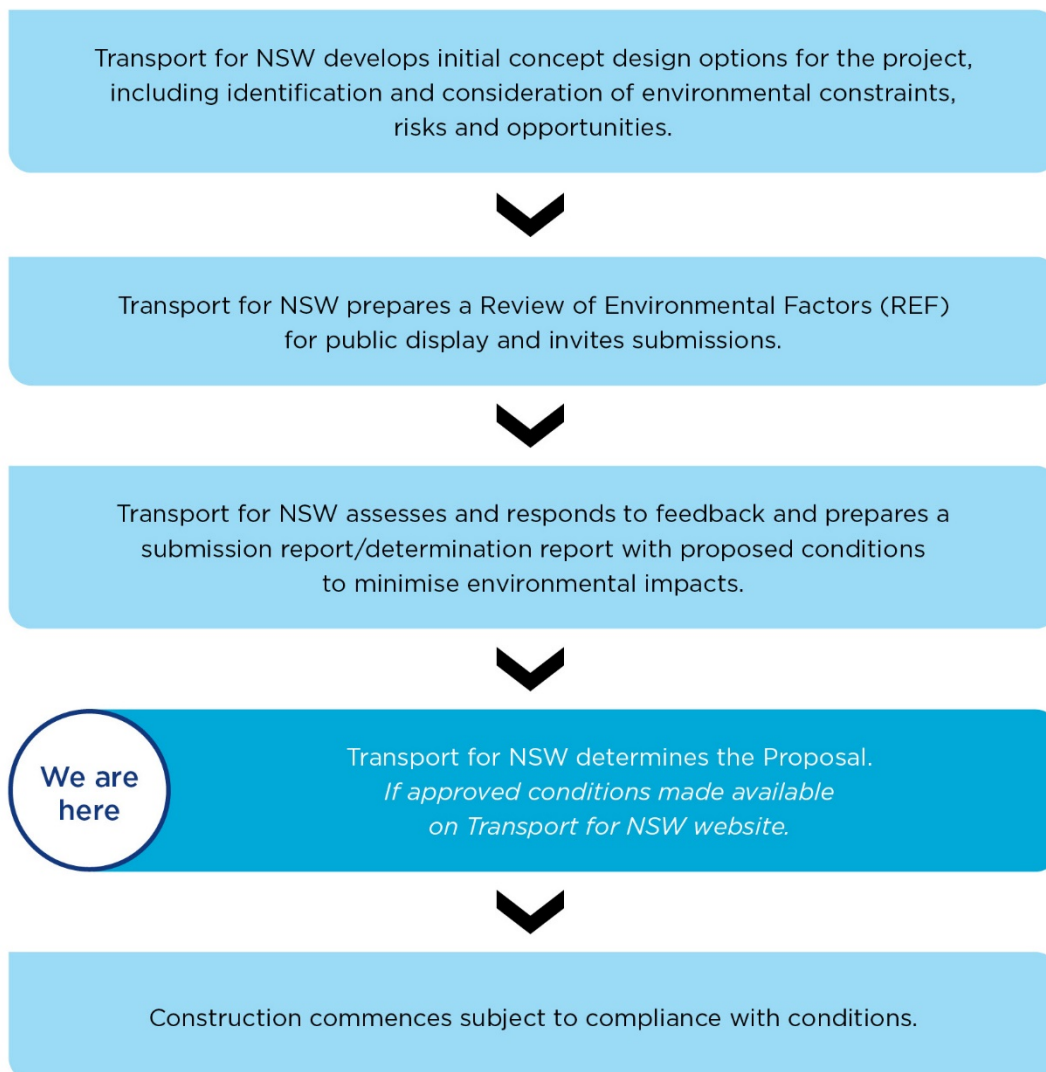 Transport for NSW develops initial concept design options for the project,
including identification and consideration of environmental constraints,
risks and opportunities.
Transport for NSW prepares a Review of Environmental Factors (REF)
for public display and invites submissions.
Transport for NSW assesses and responds to feedback and prepares a
submission report/determination report with proposed conditions
to minimise environmental impacts.
We are
here
Transport for NSW determines the Proposal.
If approved conditions made available
on Transport for NSW website.
Construction commences subject to compliance with conditions.